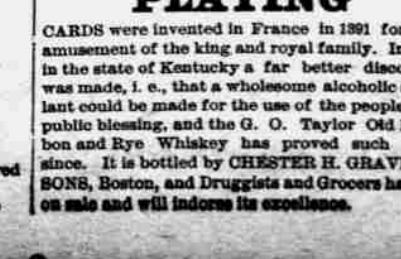 PLAYING
CARDS were invented in France in 1391 fo
amusement of the king and royal family. I
in the state of Kentucky a far better disc
was made, i. e., that a wholesome alcoholic
lant could be made for the use of the people
public blessing, and the G. O. Taylor Old
bon and Rye Whiskey has proved such
since. It is bottled by CHESTER H. GRAV
SONS, Boston, and Druggists and Grocers ha
on sale and will indorse its excellence.